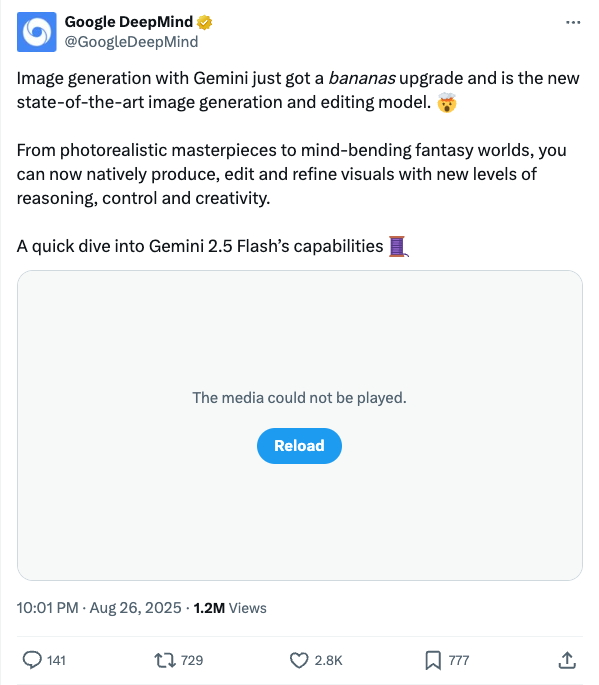 Google DeepMind
@GoogleDeepMind
Image generation with Gemini just got a bananas upgrade and is the new
state-of-the-art image generation and editing model. 🤯
From photorealistic masterpieces to mind-bending fantasy worlds, you
can now natively produce, edit and refine visuals with new levels of
reasoning, control and creativity.
A quick dive into Gemini 2.5 Flash’s capabilities 🧵
The media could not be played.
Reload
10:01 PM · Aug 26, 2025 · 1.2M Views
141 729 2.8K 777